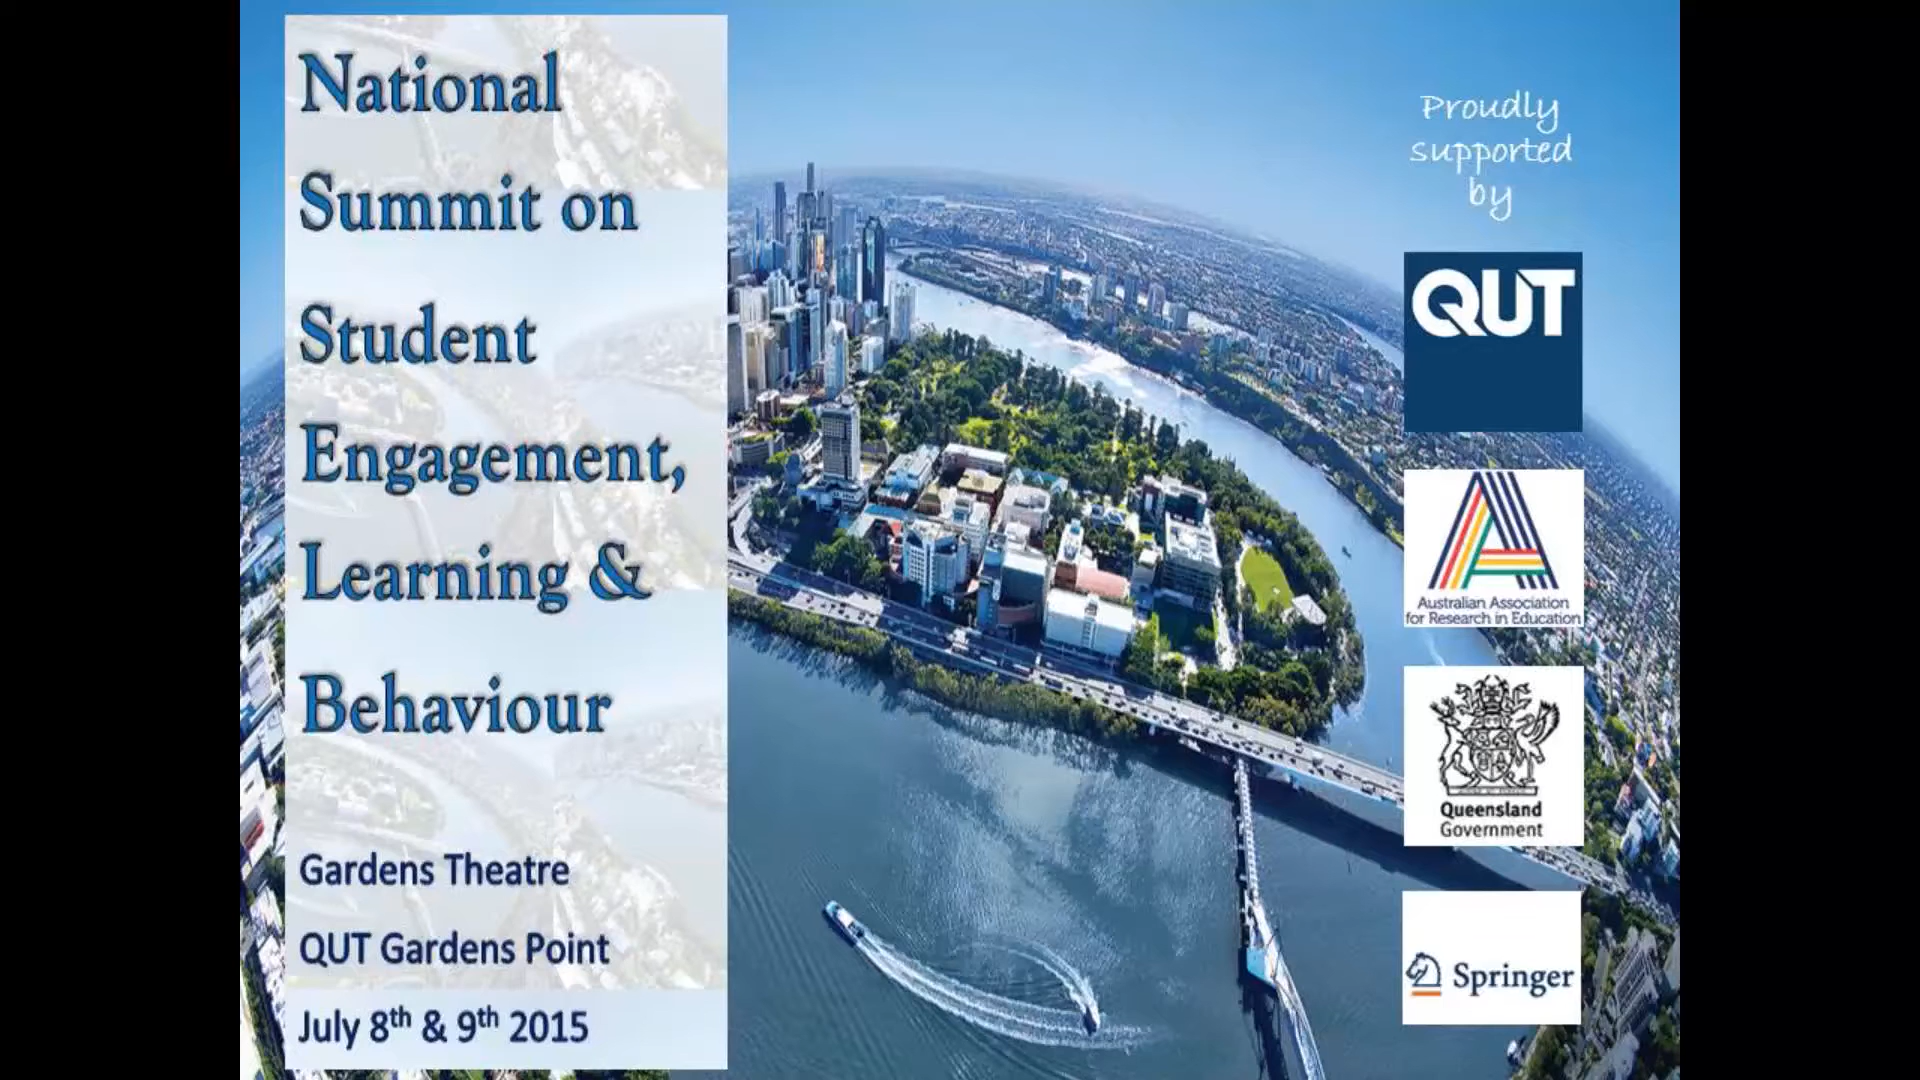 National
Summit on
Student
Engagement,
Learning &
Behaviour
Gardens Theatre
QUT Gardens Point
July 8th & 9th 2015
Proudly
supported
by
QUT
Australian Association
for Research in Education
Queensland
Government
Springer